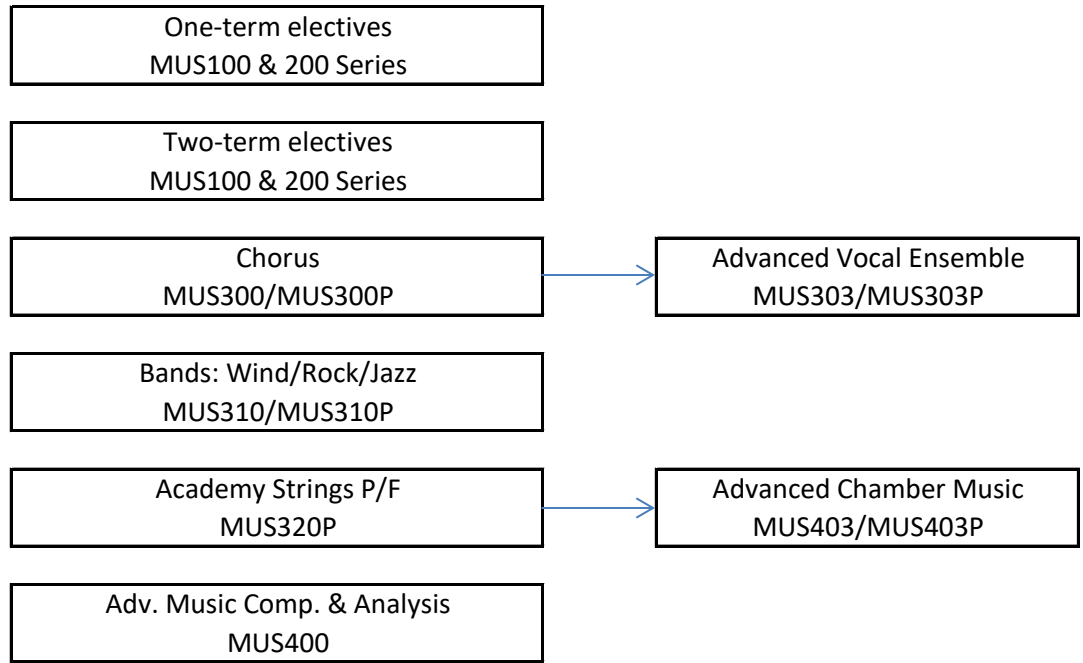 One-term electives
MUS100 & 200 Series
Two-term electives
MUS100 & 200 Series
Chorus
MUS300/MUS300P
Advanced Vocal Ensemble
MUS303/MUS303P
Bands: Wind/Rock/Jazz
MUS310/MUS310P
Academy Strings P/F
MUS320P
Advanced Chamber Music
MUS403/MUS403P
Adv. Music Comp. & Analysis
MUS400